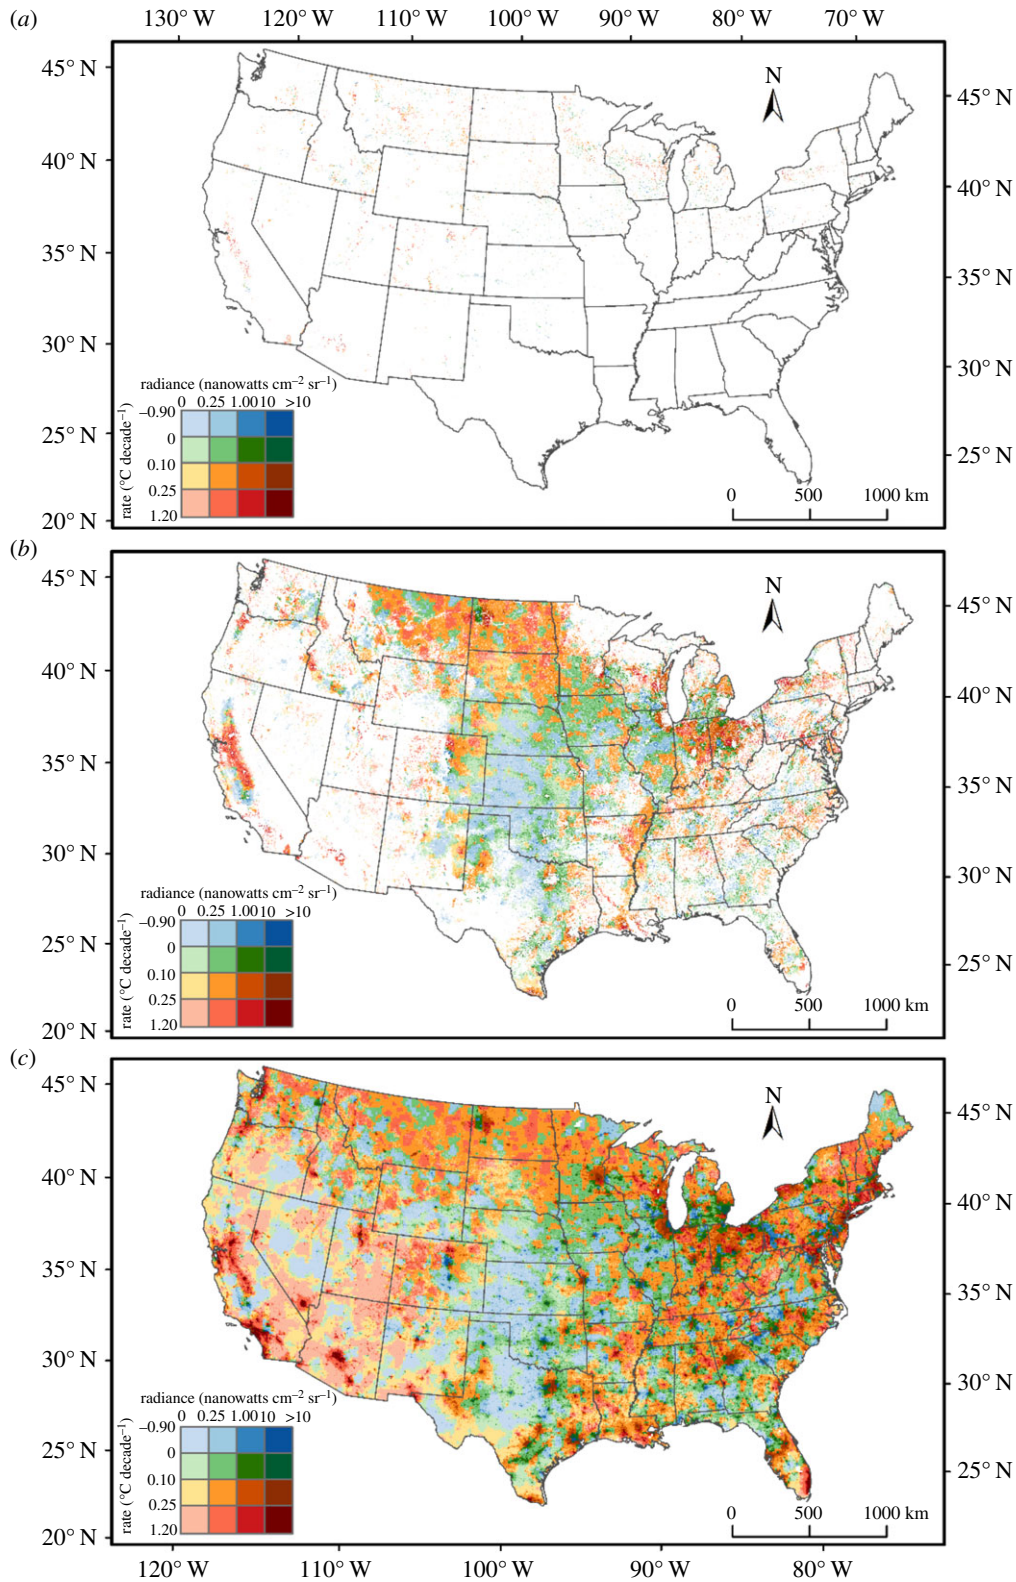 (a) 130° W 120° W 110° W 100° W 90° W 80° W 70° W
45° N
40° N
35° N
30° N
25° N
20° N
45° N
40° N
35° N
30° N
25° N
N
radiance (nanowatts cm⁻² sr⁻¹)
0 0.25 1.00 10 >10
rate (°C decade⁻¹)
–0.90
0
0.10
0.25
1.20
0 500 1000 km
(b)
45° N
40° N
35° N
30° N
25° N
20° N
45° N
40° N
35° N
30° N
25° N
N
radiance (nanowatts cm⁻² sr⁻¹)
0 0.25 1.00 10 >10
rate (°C decade⁻¹)
–0.90
0
0.10
0.25
1.20
0 500 1000 km
(c)
45° N
40° N
35° N
30° N
25° N
20° N
45° N
40° N
35° N
30° N
25° N
N
radiance (nanowatts cm⁻² sr⁻¹)
0 0.25 1.00 10 >10
rate (°C decade⁻¹)
–0.90
0
0.10
0.25
1.20
0 500 1000 km
120° W 110° W 100° W 90° W 80° W